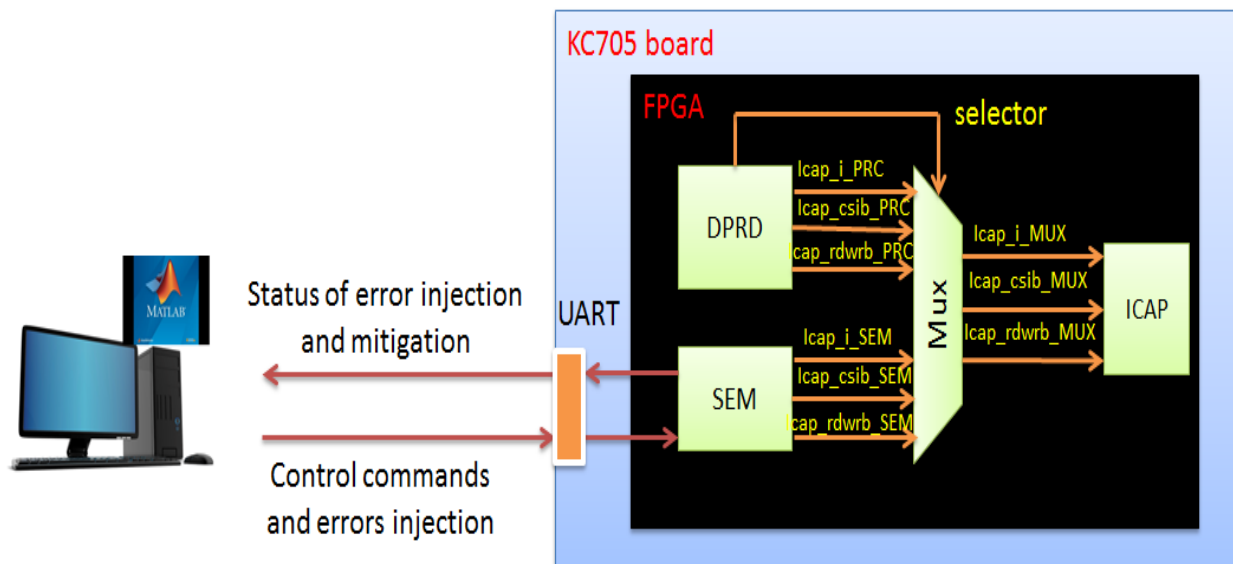 KC705 board
FPGA
selector
Icap_i_PRC
Icap_csib_PRC
Icap_rdwrb_PRC
DPRD
Icap_i_MUX
Icap_csib_MUX
Icap_rdwrb_MUX
Mux
ICAP
MATLAB
Status of error injection
and mitigation
UART
Icap_i_SEM
Icap_csib_SEM
Icap_rdwrb_SEM
SEM
Control commands
and errors injection